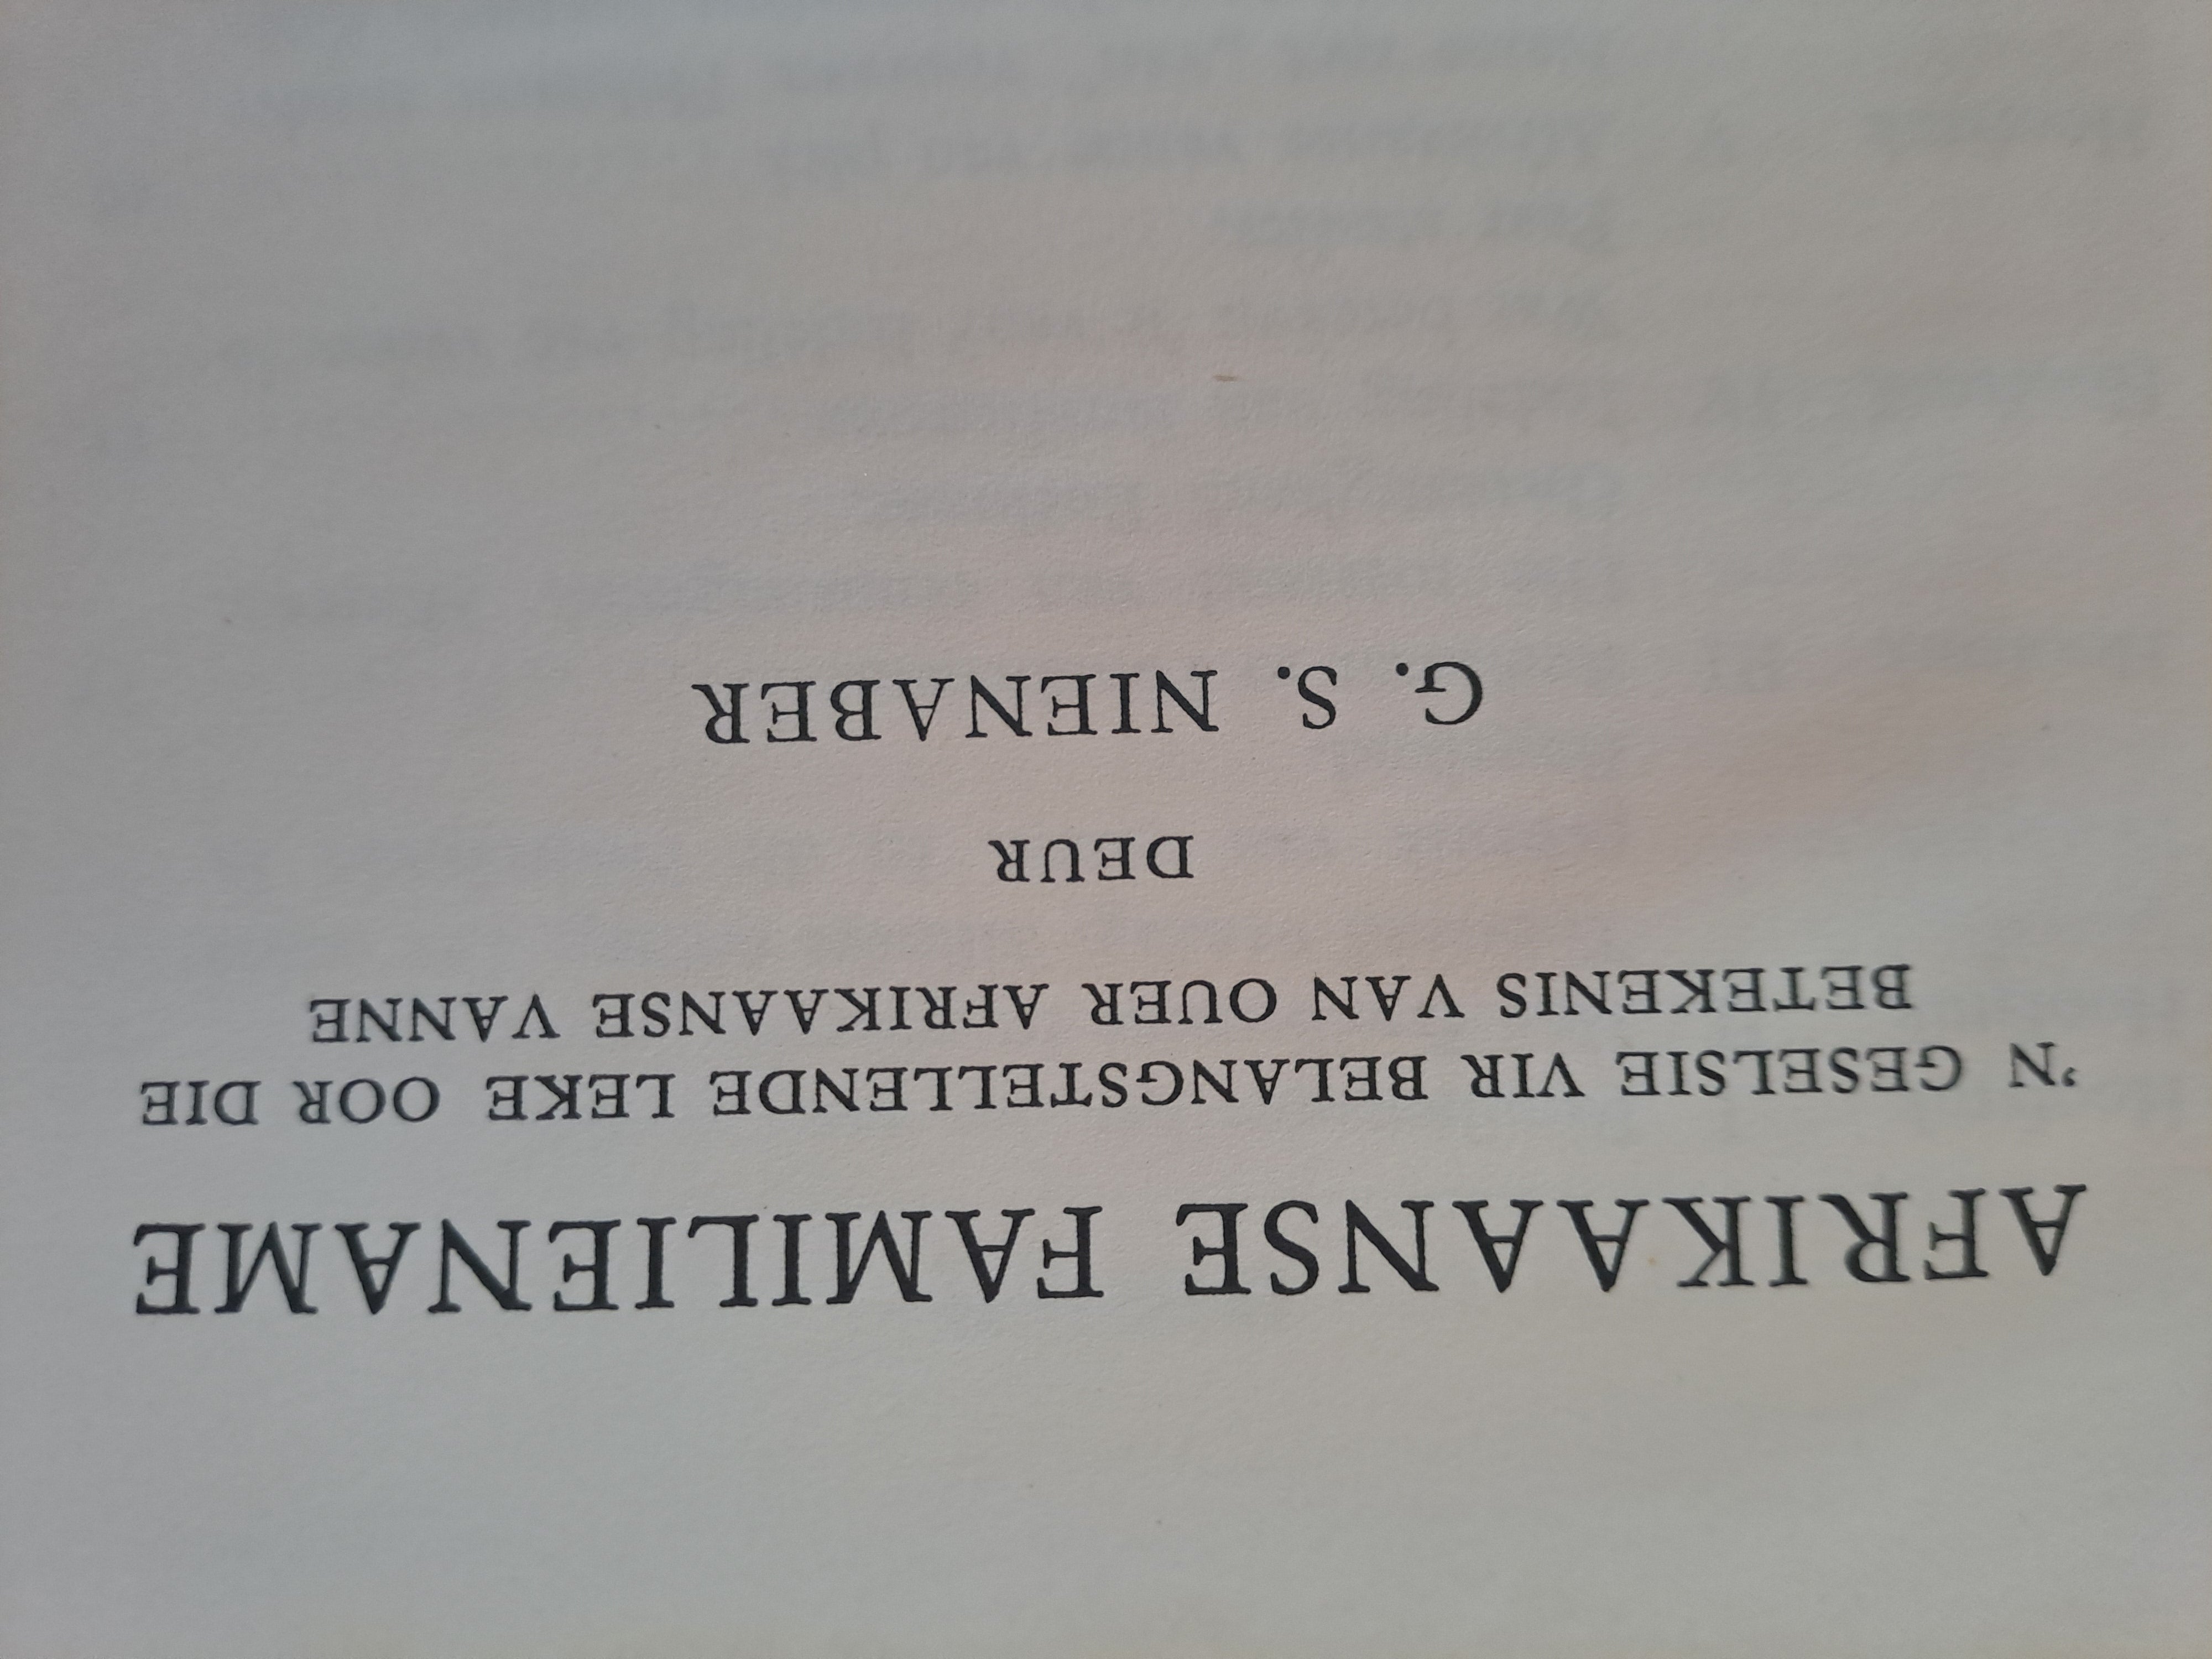 AFRIKAANSE FAMILIENAME
'N GESELSIE VIR BELANGSTELLENDE LEKE OOR DIE
BETEKENIS VAN OUER AFRIKAANSE VANNE
DEUR
G. S. NIENABER